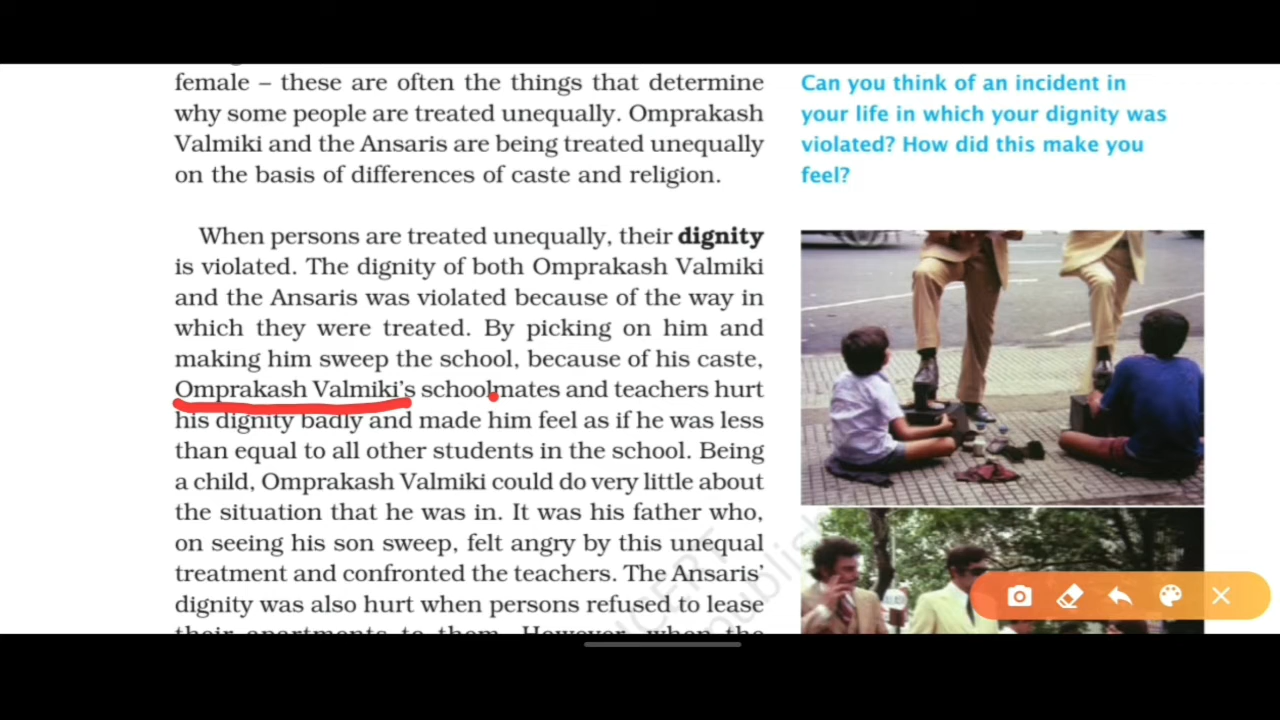 female – these are often the things that determine
why some people are treated unequally. Omprakash
Valmiki and the Ansaris are being treated unequally
on the basis of differences of caste and religion.
When persons are treated unequally, their dignity
is violated. The dignity of both Omprakash Valmiki
and the Ansaris was violated because of the way in
which they were treated. By picking on him and
making him sweep the school, because of his caste,
Omprakash Valmiki's schoolmates and teachers hurt
his dignity badly and made him feel as if he was less
than equal to all other students in the school. Being
a child, Omprakash Valmiki could do very little about
the situation that he was in. It was his father who,
on seeing his son sweep, felt angry by this unequal
treatment and confronted the teachers. The Ansaris'
dignity was also hurt when persons refused to lease
their apartments to them. However, when the
Can you think of an incident in
your life in which your dignity was
violated? How did this make you
feel?